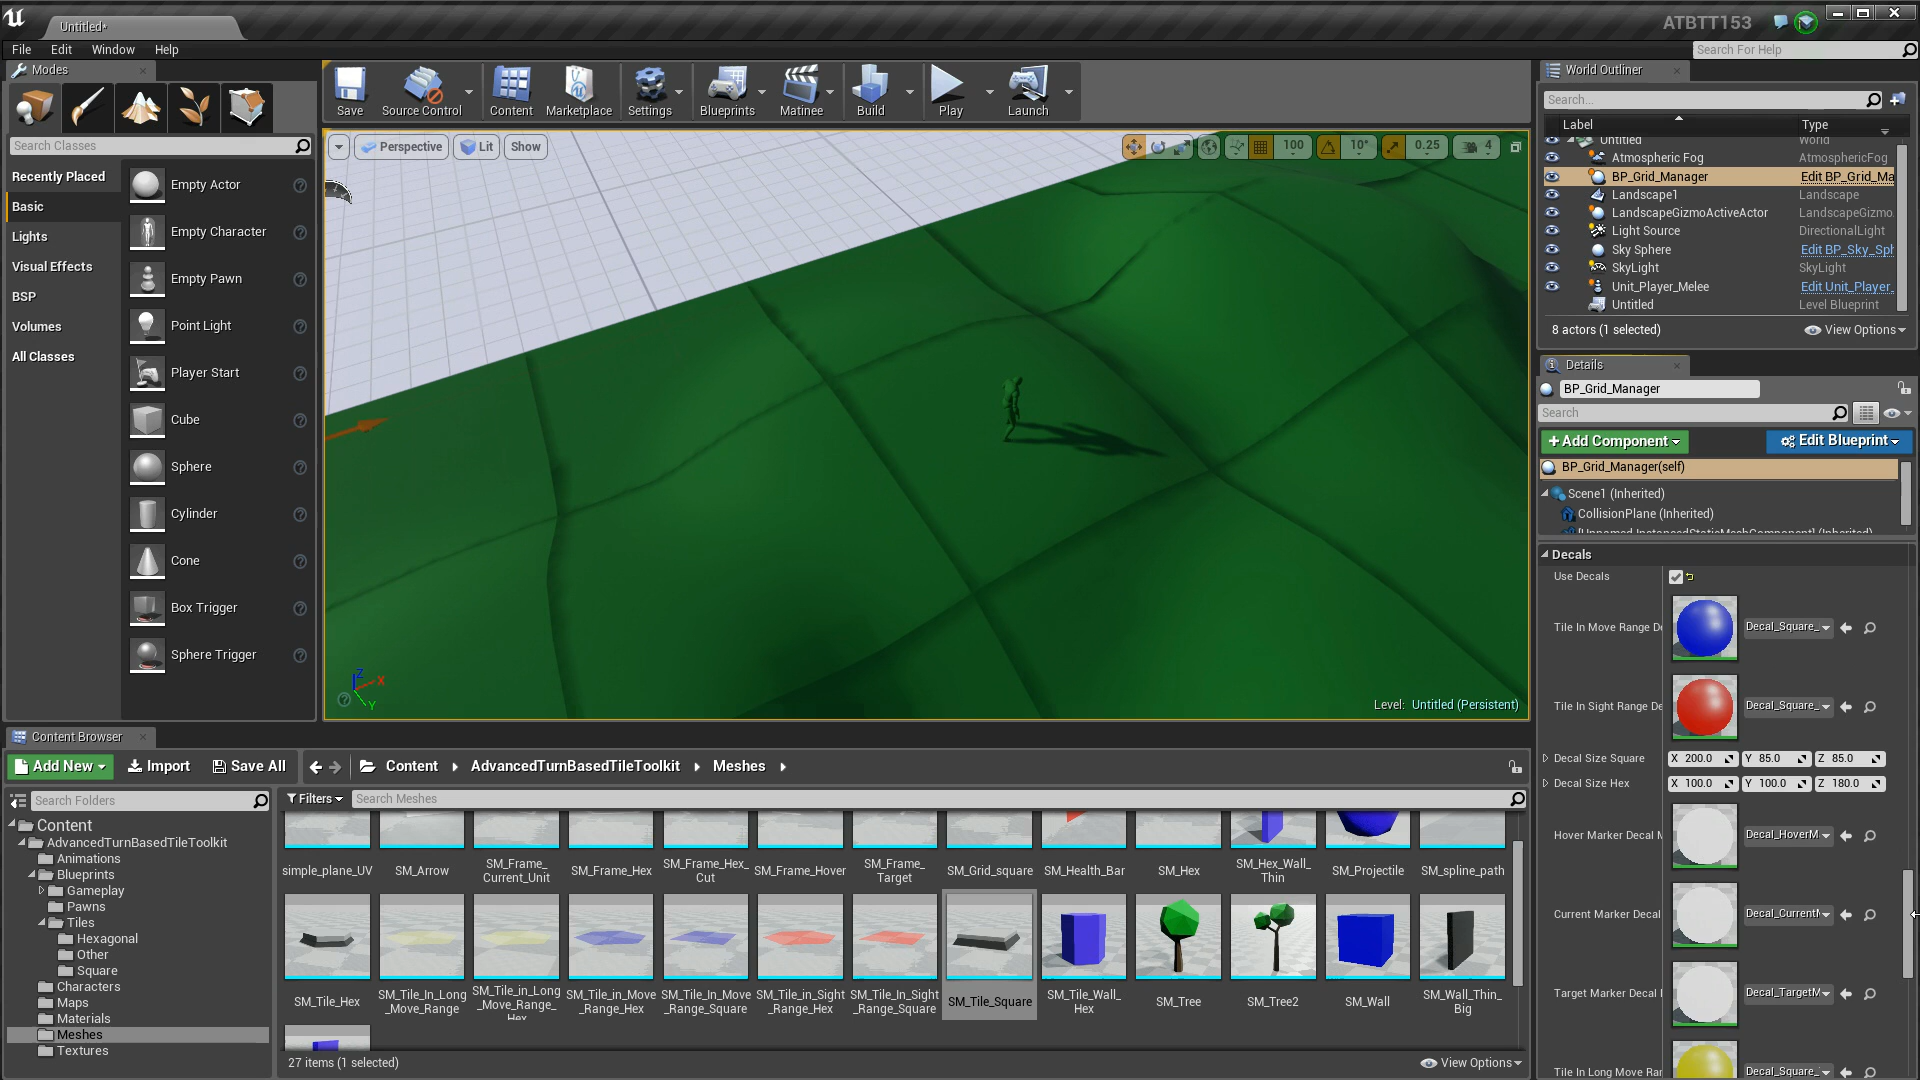 Untitled*
ATBTT153
File Edit Window Help
Search For Help
Modes
Search Classes
Recently Placed
Basic
Lights
Visual Effects
BSP
Volumes
All Classes
Empty Actor
Empty Character
Empty Pawn
Point Light
Player Start
Cube
Sphere
Cylinder
Cone
Box Trigger
Sphere Trigger
Save
Source Control
Content
Marketplace
Settings
Blueprints
Matinee
Build
Play
Launch
Perspective
Lit
Show
100
10°
0.25
4
Z
X
Y
Level: Untitled (Persistent)
World Outliner
Search...
Label Type
Untitled World
Atmospheric Fog AtmosphericFog
BP_Grid_Manager Edit BP_Grid_Ma
Landscape1 Landscape
LandscapeGizmoActiveActor LandscapeGizmo
Light Source DirectionalLight
Sky Sphere Edit BP_Sky_Sph
SkyLight SkyLight
Unit_Player_Melee Edit Unit_Player_
Untitled Level Blueprint
8 actors (1 selected)
View Options
Details
BP_Grid_Manager
Search
+Add Component
Edit Blueprint
BP_Grid_Manager(self)
Scene1 (Inherited)
CollisionPlane (Inherited)
[Unnamed InstancedStaticMeshComponent] (Inherited)
Decals
Use Decals
Tile In Move Range De
Decal_Square_
Tile In Sight Range De
Decal_Square_
Decal Size Square X 200.0 Y 85.0 Z 85.0
Decal Size Hex X 100.0 Y 100.0 Z 180.0
Hover Marker Decal M
Decal_HoverM
Current Marker Decal
Decal_CurrentM
Target Marker Decal
Decal_TargetM
Tile In Long Move Ran
Decal_Square_
Content Browser
Add New
Import
Save All
Content
AdvancedTurnBasedTileToolkit
Meshes
Search Folders
Content
AdvancedTurnBasedTileToolkit
Animations
Blueprints
Gameplay
Pawns
Tiles
Hexagonal
Other
Square
Characters
Maps
Materials
Meshes
Textures
Filters
Search Meshes
simple_plane_UV
SM_Arrow
SM_Frame_
Current_Unit
SM_Frame_Hex
SM_Frame_Hex_
Cut
SM_Frame_Hover
SM_Frame_
Target
SM_Grid_square
SM_Health_Bar
SM_Hex
SM_Hex_Wall_
Thin
SM_Projectile
SM_spline_path
SM_Tile_Hex
SM_Tile_In_Long
_Move_Range
SM_Tile_in_Long
_Move_Range_
Hex
SM_Tile_in_Move
_Range_Hex
SM_Tile_In_Move
_Range_Square
SM_Tile_in_Sight
_Range_Hex
SM_Tile_In_Sight
_Range_Square
SM_Tile_Square
SM_Tile_Wall_
Hex
SM_Tree
SM_Tree2
SM_Wall
SM_Wall_Thin_
Big
27 items (1 selected)
View Options